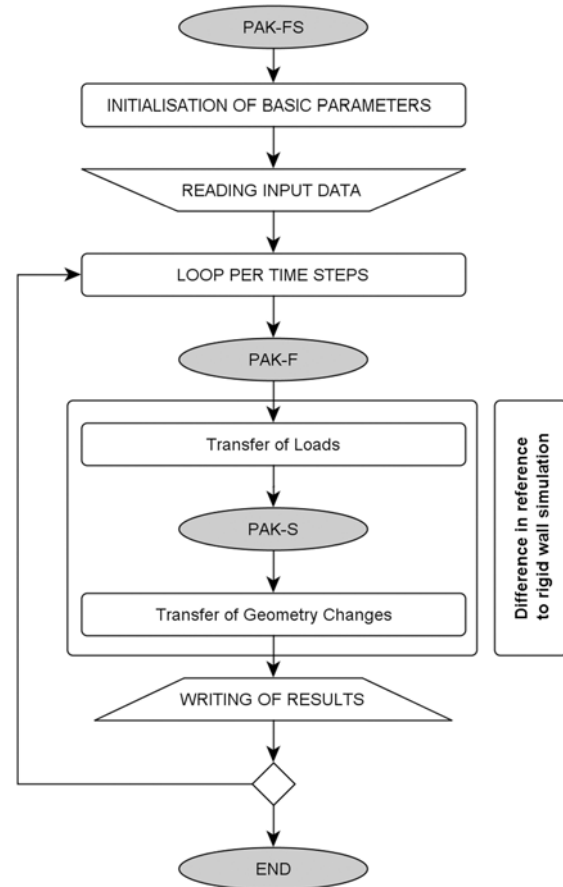 PAK-FS
INITIALISATION OF BASIC PARAMETERS
READING INPUT DATA
LOOP PER TIME STEPS
PAK-F
Transfer of Loads
PAK-S
Transfer of Geometry Changes
Difference in reference
to rigid wall simulation
WRITING OF RESULTS
END